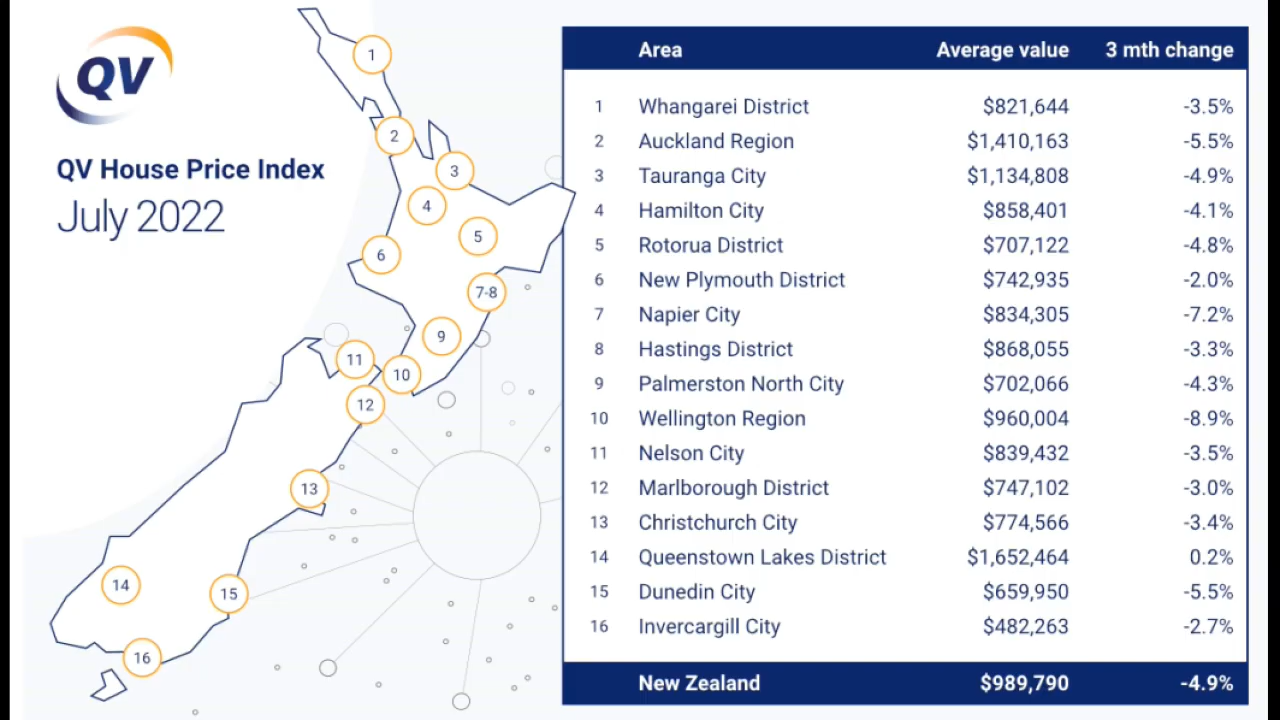 QV
QV House Price Index
July 2022
1
2
3
4
5
6
7-8
9
10
11
12
13
14
15
16
Area Average value 3 mth change
1 Whangarei District $821,644 -3.5%
2 Auckland Region $1,410,163 -5.5%
3 Tauranga City $1,134,808 -4.9%
4 Hamilton City $858,401 -4.1%
5 Rotorua District $707,122 -4.8%
6 New Plymouth District $742,935 -2.0%
7 Napier City $834,305 -7.2%
8 Hastings District $868,055 -3.3%
9 Palmerston North City $702,066 -4.3%
10 Wellington Region $960,004 -8.9%
11 Nelson City $839,432 -3.5%
12 Marlborough District $747,102 -3.0%
13 Christchurch City $774,566 -3.4%
14 Queenstown Lakes District $1,652,464 0.2%
15 Dunedin City $659,950 -5.5%
16 Invercargill City $482,263 -2.7%
New Zealand $989,790 -4.9%